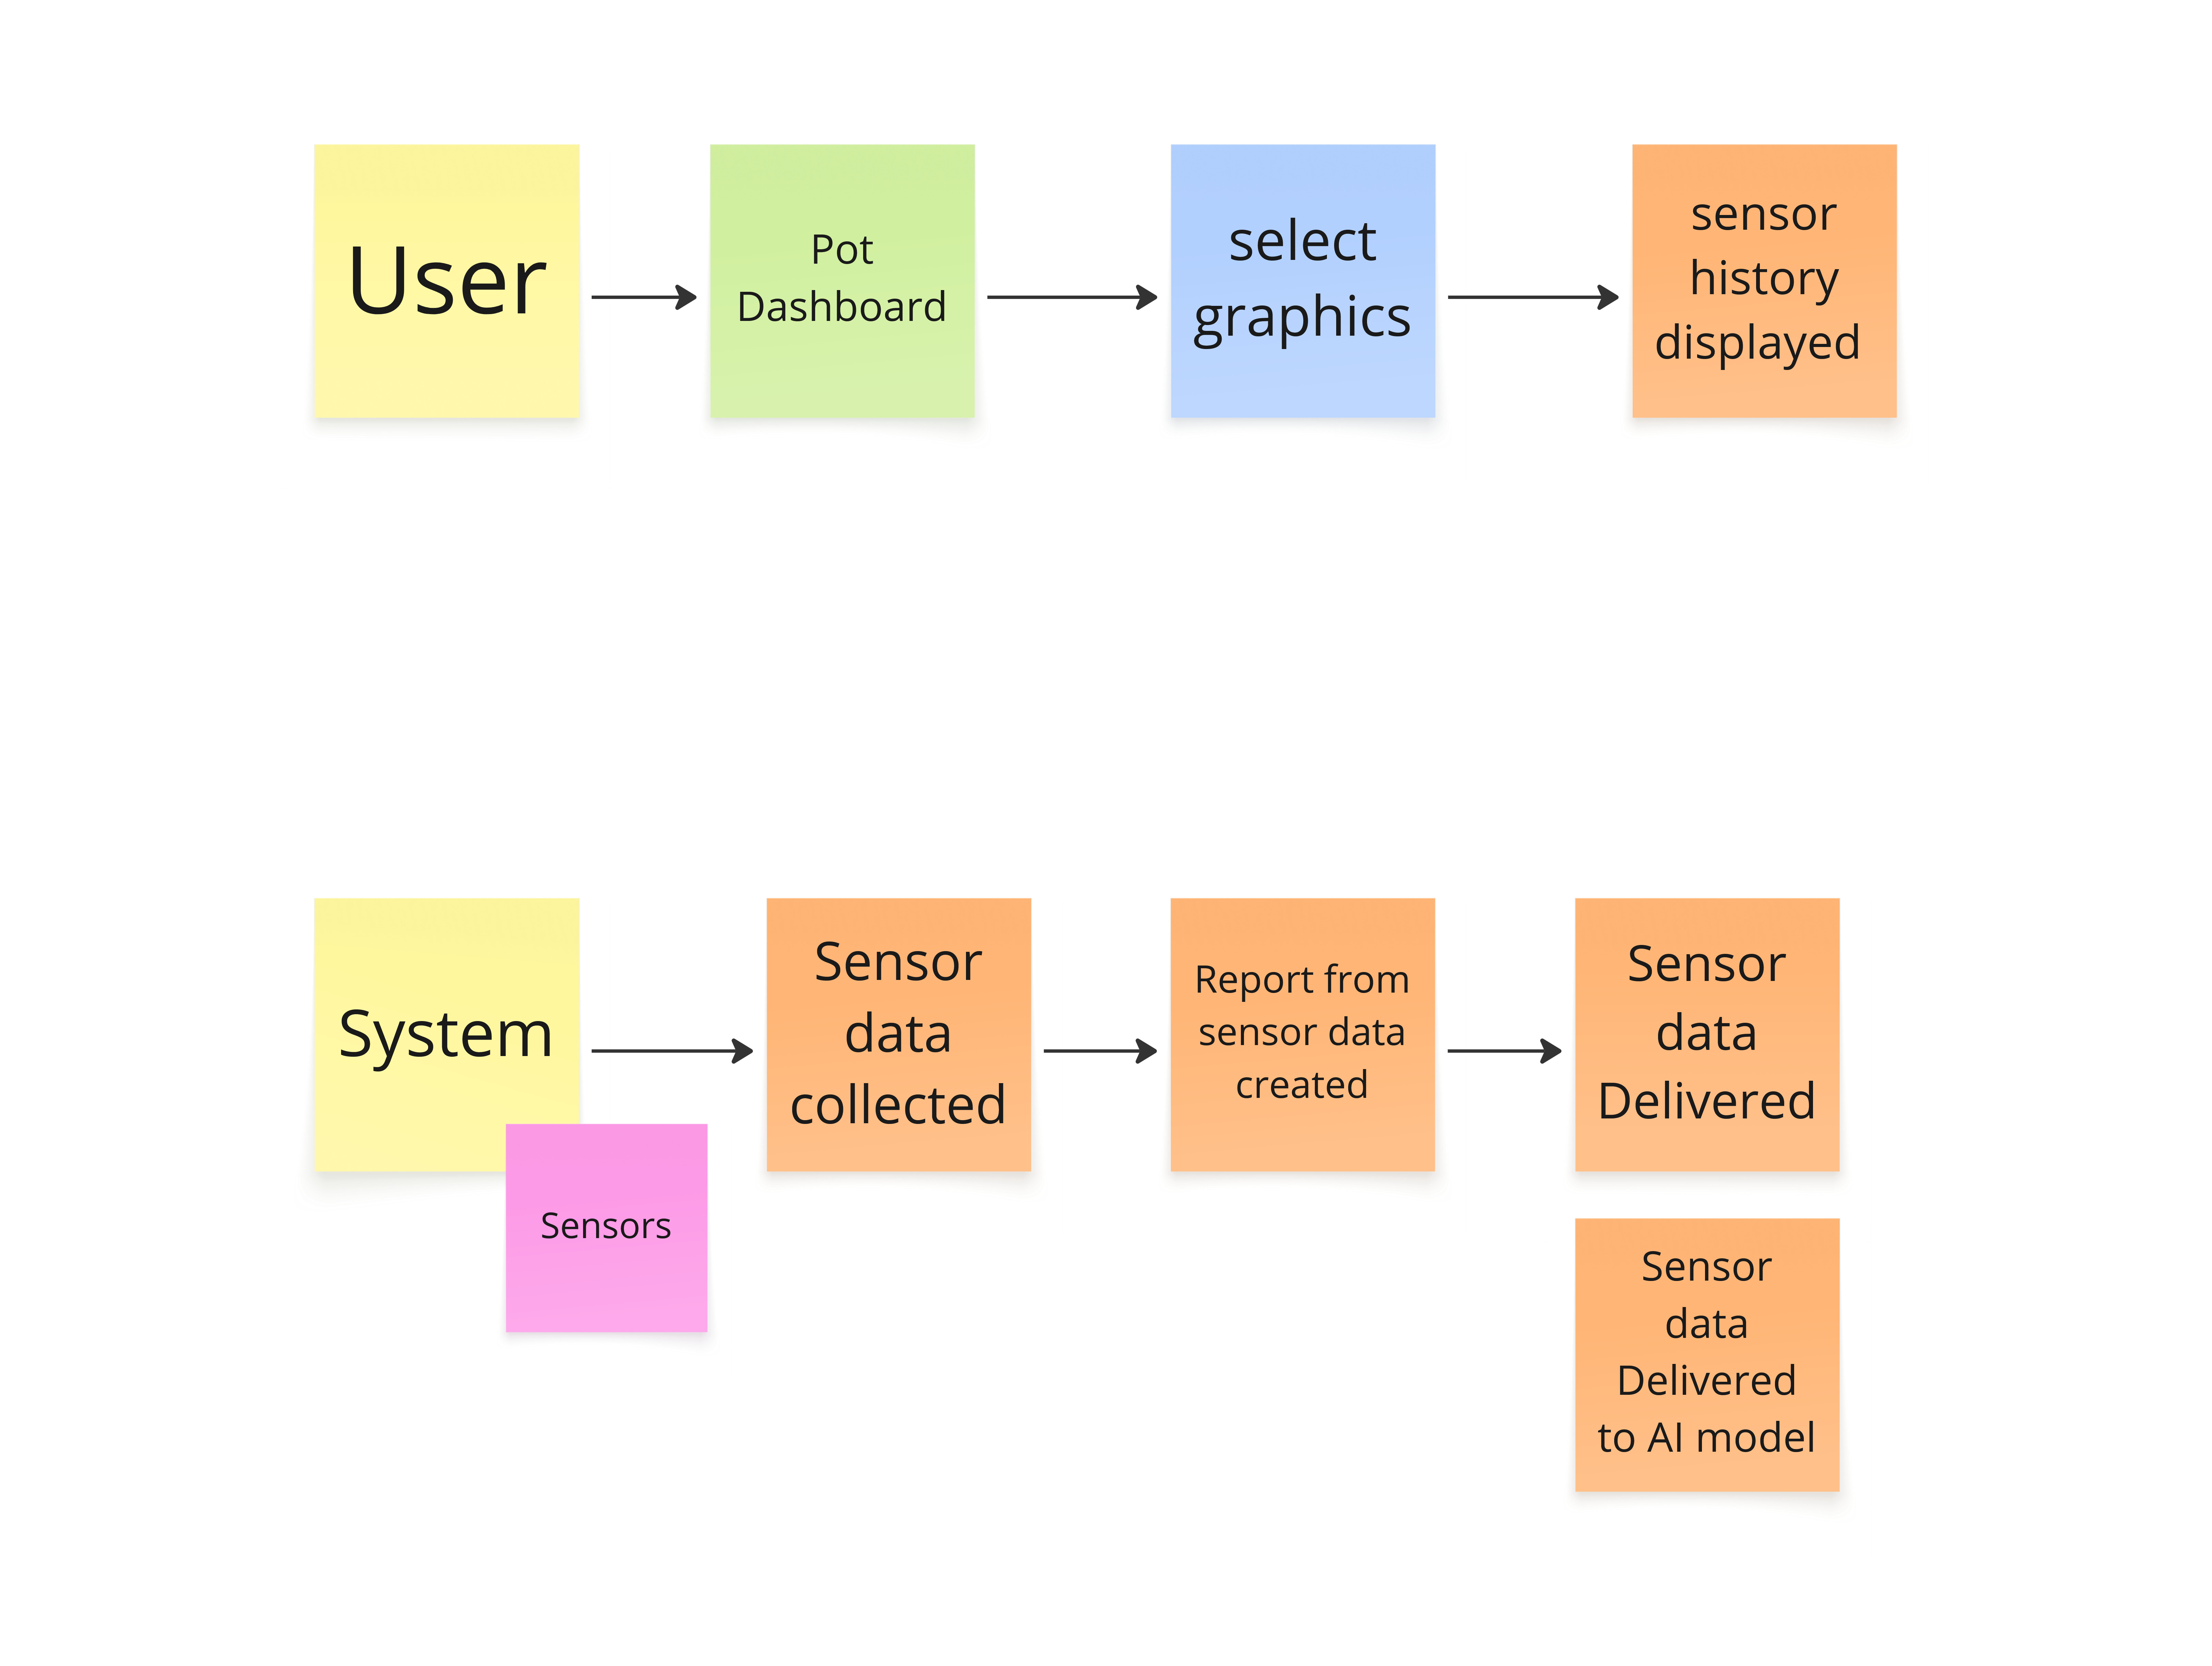 User
Pot
Dashboard
select
graphics
sensor
history
displayed
System
Sensors
Sensor
data
collected
Report from
sensor data
created
Sensor
data
Delivered
Sensor
data
Delivered
to AI model